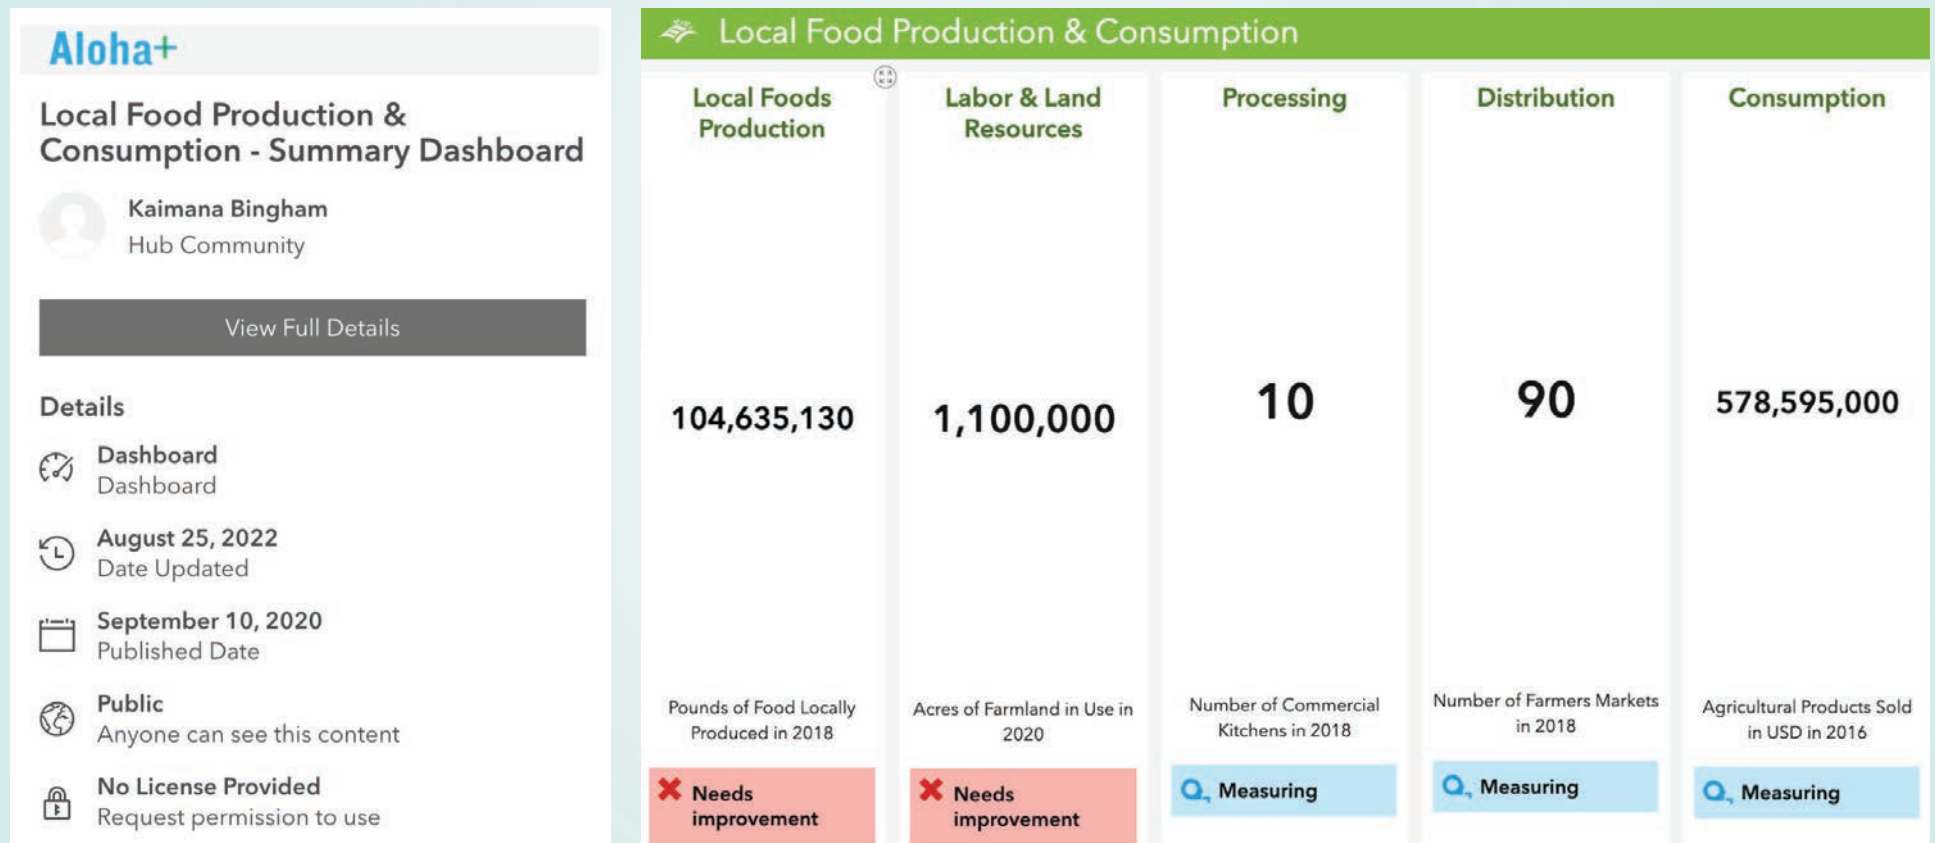 Aloha+
Local Food Production &
Consumption - Summary Dashboard
Kaimana Bingham
Hub Community
View Full Details
Details
Dashboard
Dashboard
August 25, 2022
Date Updated
September 10, 2020
Published Date
Public
Anyone can see this content
No License Provided
Request permission to use
Local Food Production & Consumption
Local Foods
Production
104,635,130
Pounds of Food Locally
Produced in 2018
Needs
improvement
Labor & Land
Resources
1,100,000
Acres of Farmland in Use in
2020
Needs
improvement
Processing
10
Number of Commercial
Kitchens in 2018
Measuring
Distribution
90
Number of Farmers Markets
in 2018
Measuring
Consumption
578,595,000
Agricultural Products Sold
in USD in 2016
Measuring